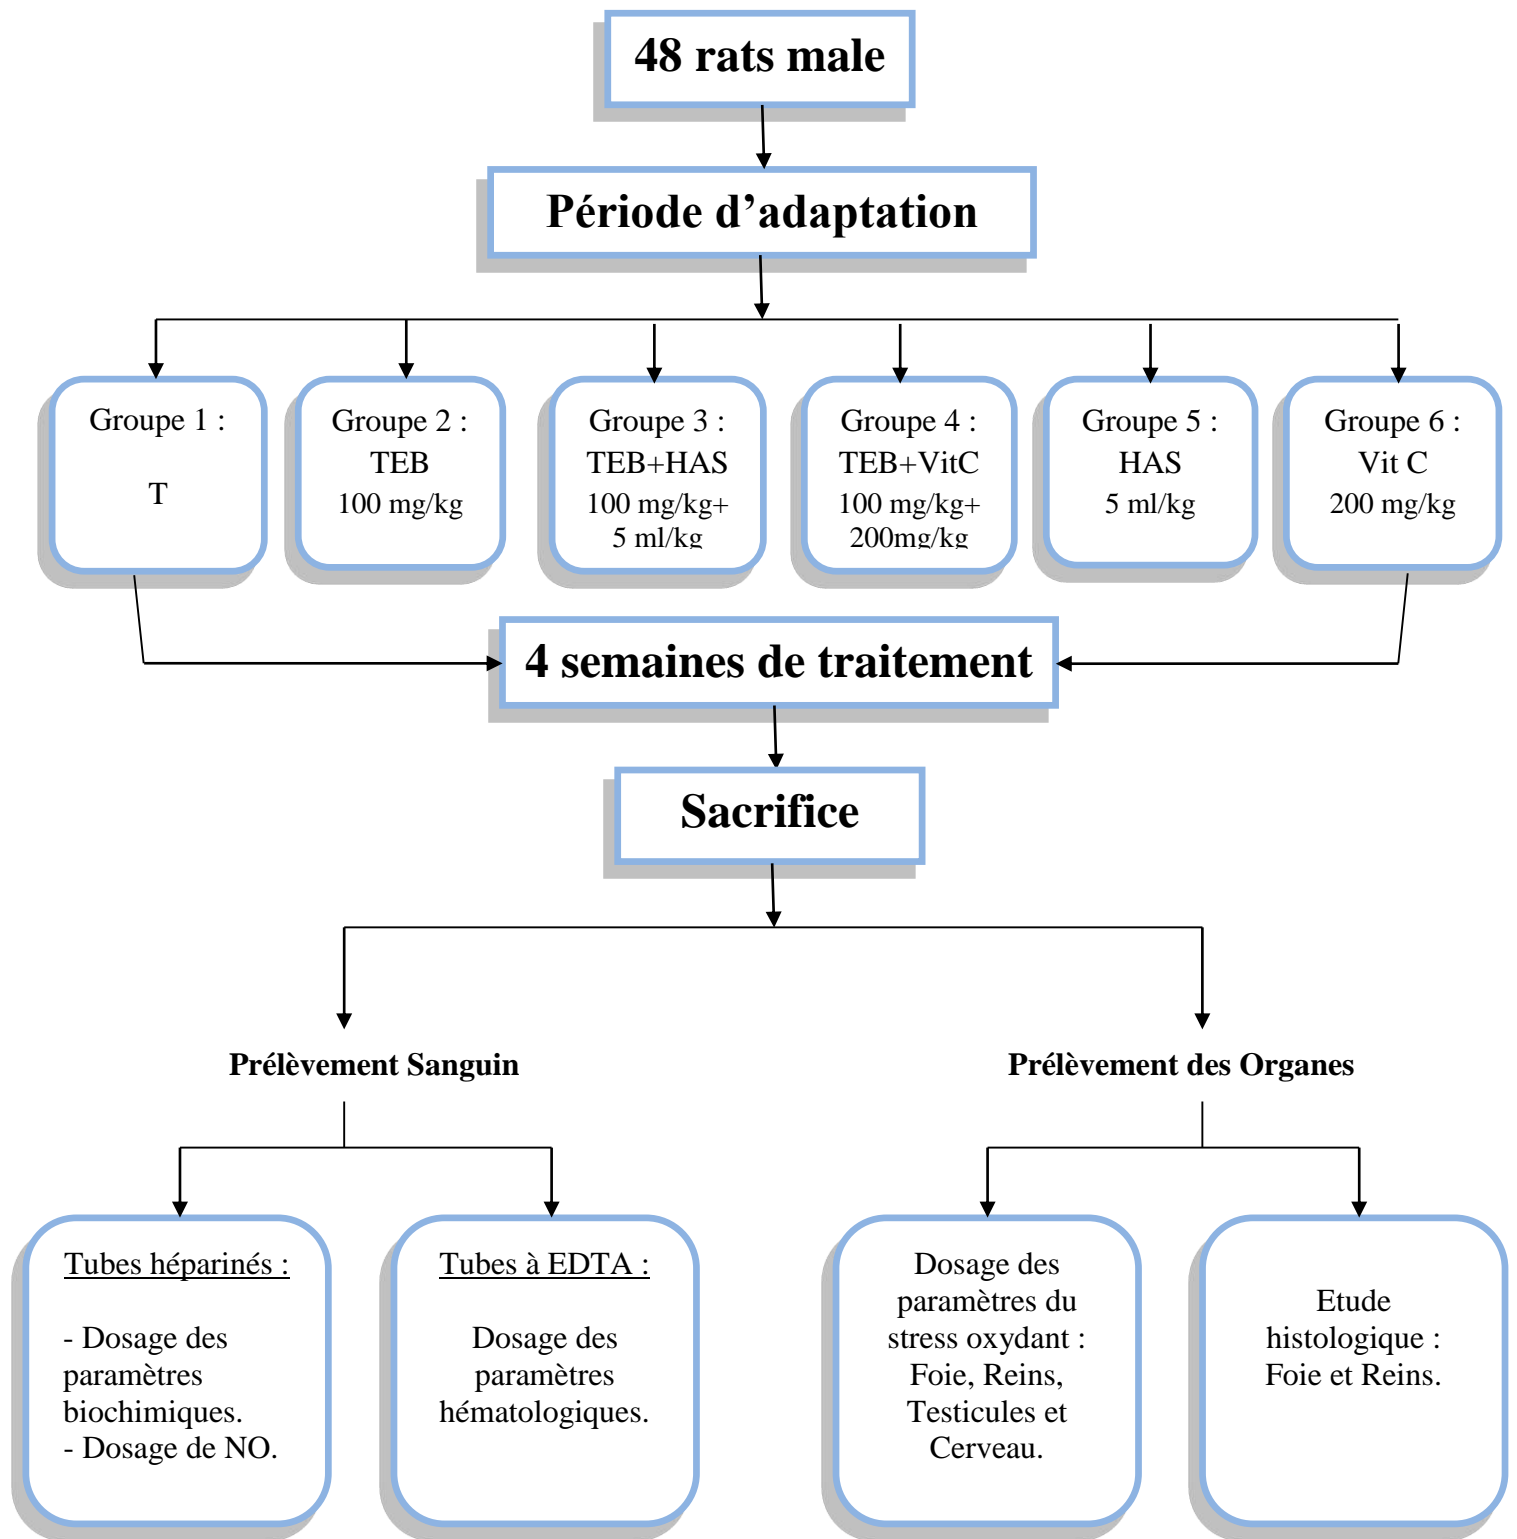 48 rats male
Période d’adaptation
Groupe 1 :
T
Groupe 2 :
TEB
100 mg/kg
Groupe 3 :
TEB+HAS
100 mg/kg+
5 ml/kg
Groupe 4 :
TEB+VitC
100 mg/kg+
200mg/kg
Groupe 5 :
HAS
5 ml/kg
Groupe 6 :
Vit C
200 mg/kg
4 semaines de traitement
Sacrifice
Prélèvement Sanguin
Prélèvement des Organes
Tubes héparinés :
- Dosage des
paramètres
biochimiques.
- Dosage de NO.
Tubes à EDTA :
Dosage des
paramètres
hématologiques.
Dosage des
paramètres du
stress oxydant :
Foie, Reins,
Testicules et
Cerveau.
Etude
histologique :
Foie et Reins.